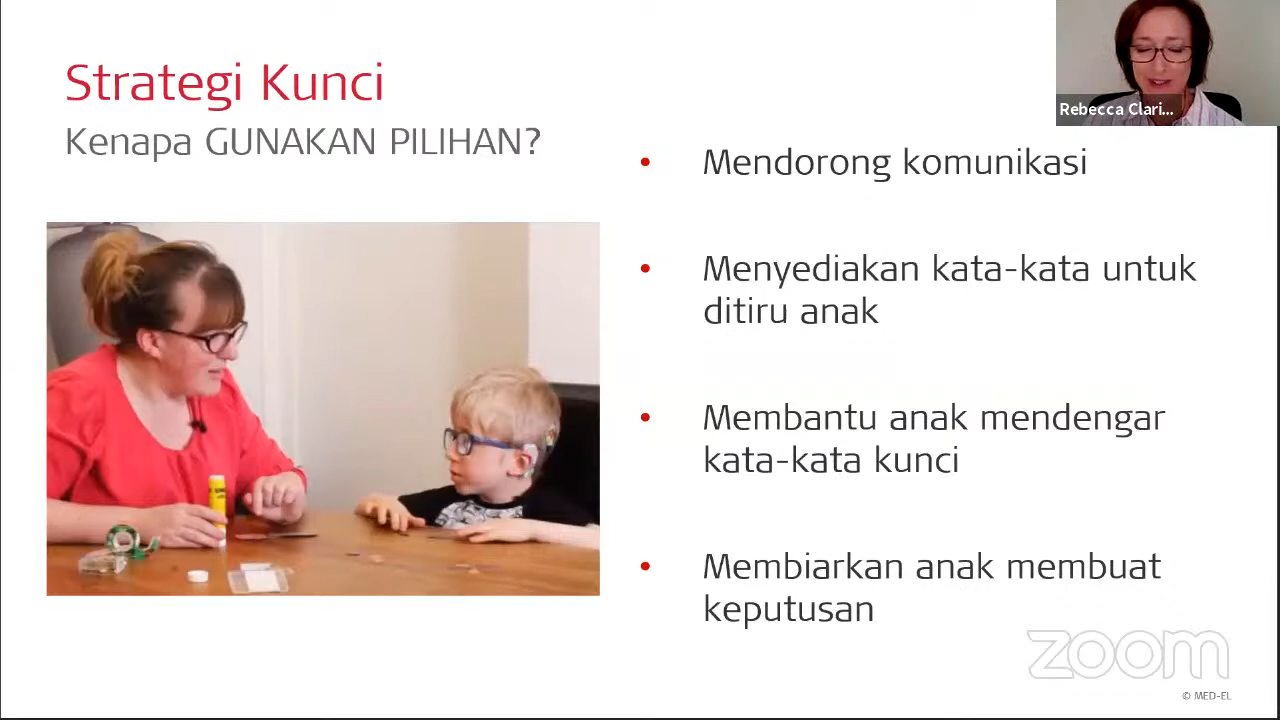 Strategi Kunci
Kenapa GUNAKAN PILIHAN?
Rebecca Clari...
• Mendorong komunikasi
• Menyediakan kata-kata untuk
ditiru anak
• Membantu anak mendengar
kata-kata kunci
• Membiarkan anak membuat
keputusan
zoom
© MED-EL